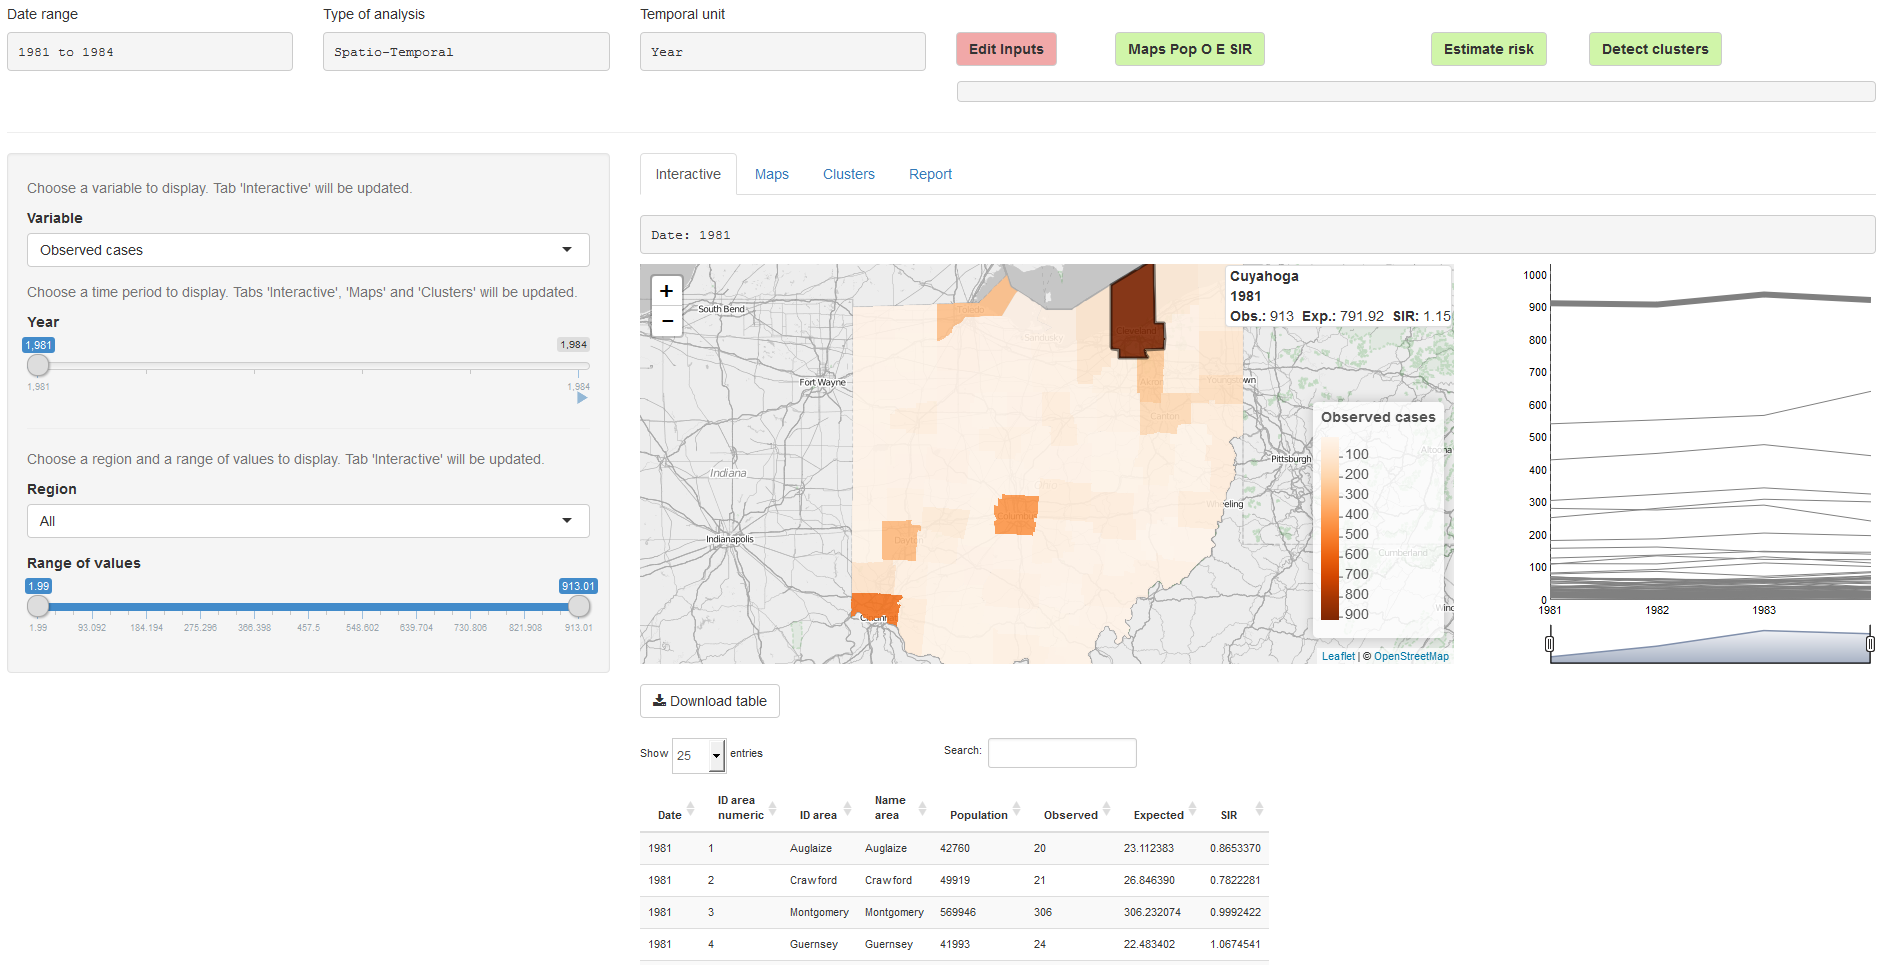 Date range
Type of analysis
Temporal unit
1981 to 1984
Spatio-Temporal
Year
Edit Inputs
Maps Pop O E SIR
Estimate risk
Detect clusters
Choose a variable to display. Tab 'Interactive' will be updated.
Variable
Observed cases
Choose a time period to display. Tabs 'Interactive', 'Maps' and 'Clusters' will be updated.
Year
1,981
1,984
1,981
1,984
Choose a region and a range of values to display. Tab 'Interactive' will be updated.
Region
All
Range of values
1.99
913.01
1.99 93.092 184.194 275.296 366.398 457.5 548.602 639.704 730.806 821.908 913.01
Interactive Maps Clusters Report
Date: 1981
+
−
South Bend
Toledo
Sandusky
Cleveland
Fort Wayne
Akron
Youngstown
Canton
Pittsburgh
Altoona
Indiana
Ohio
Wheeling
Columbus
Indianapolis
Dayton
Cumberland
Cincinnati
Cuyahoga
1981
Obs.: 913 Exp.: 791.92 SIR: 1.15
Observed cases
100
200
300
400
500
600
700
800
900
Leaflet | © OpenStreetMap
1000
900
800
700
600
500
400
300
200
100
0
1981 1982 1983
Download table
Show 25 entries
Search:
Date ID area numeric ID area Name area Population Observed Expected SIR
1981 1 Auglaize Auglaize 42760 20 23.112383 0.8653370
1981 2 Crawford Crawford 49919 21 26.846390 0.7822281
1981 3 Montgomery Montgomery 569946 306 306.232074 0.9992422
1981 4 Guernsey Guernsey 41993 24 22.483402 1.0674541